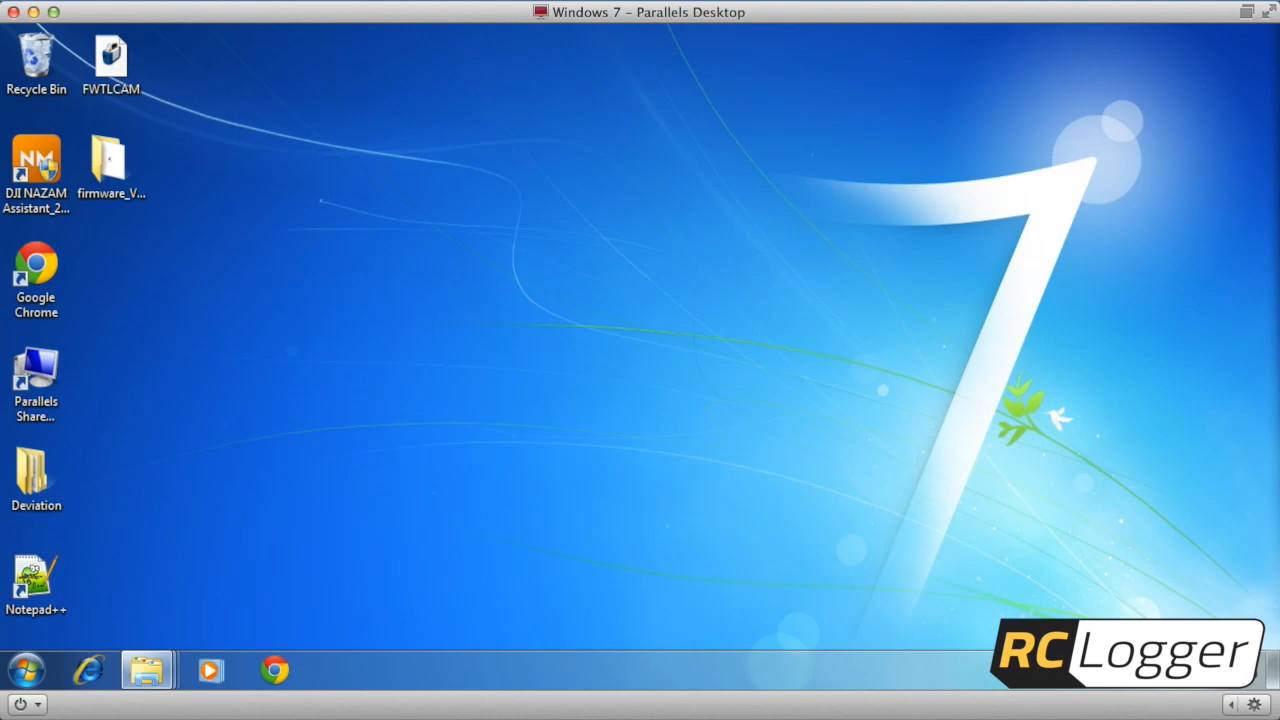 Windows 7 - Parallels Desktop
Recycle Bin
FWTLCAM
NM
DJI NAZAM
Assistant_2...
firmware_V...
Google
Chrome
Parallels
Share...
Deviation
Notepad++
RC Logger